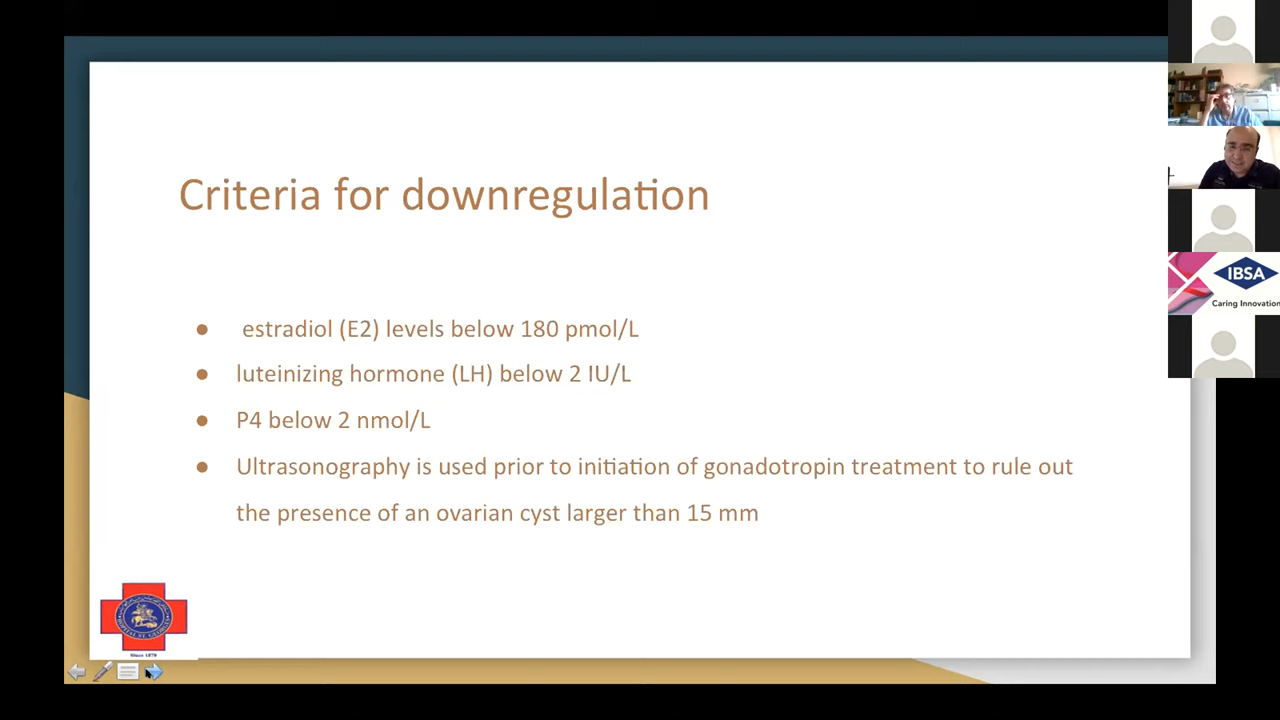 Criteria for downregulation
● estradiol (E2) levels below 180 pmol/L
● luteinizing hormone (LH) below 2 IU/L
● P4 below 2 nmol/L
● Ultrasonography is used prior to initiation of gonadotropin treatment to rule out
the presence of an ovarian cyst larger than 15 mm
IBSA
Caring Innovation
Since 1878